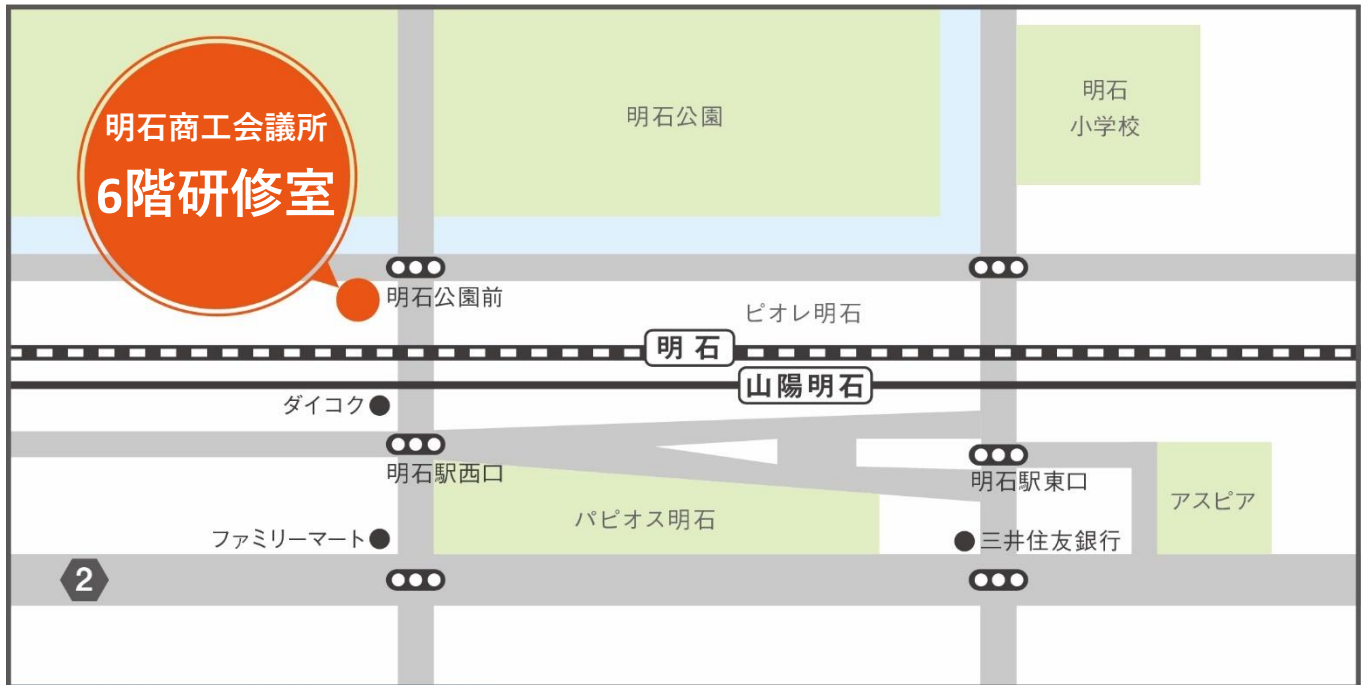 明石商工会議所
6階研修室
明石公園
明石
小学校
明石公園前
ピオレ明石
明石
山陽明石
ダイコク
明石駅西口
明石駅東口
アスピア
パピオス明石
ファミリーマート
三井住友銀行
2